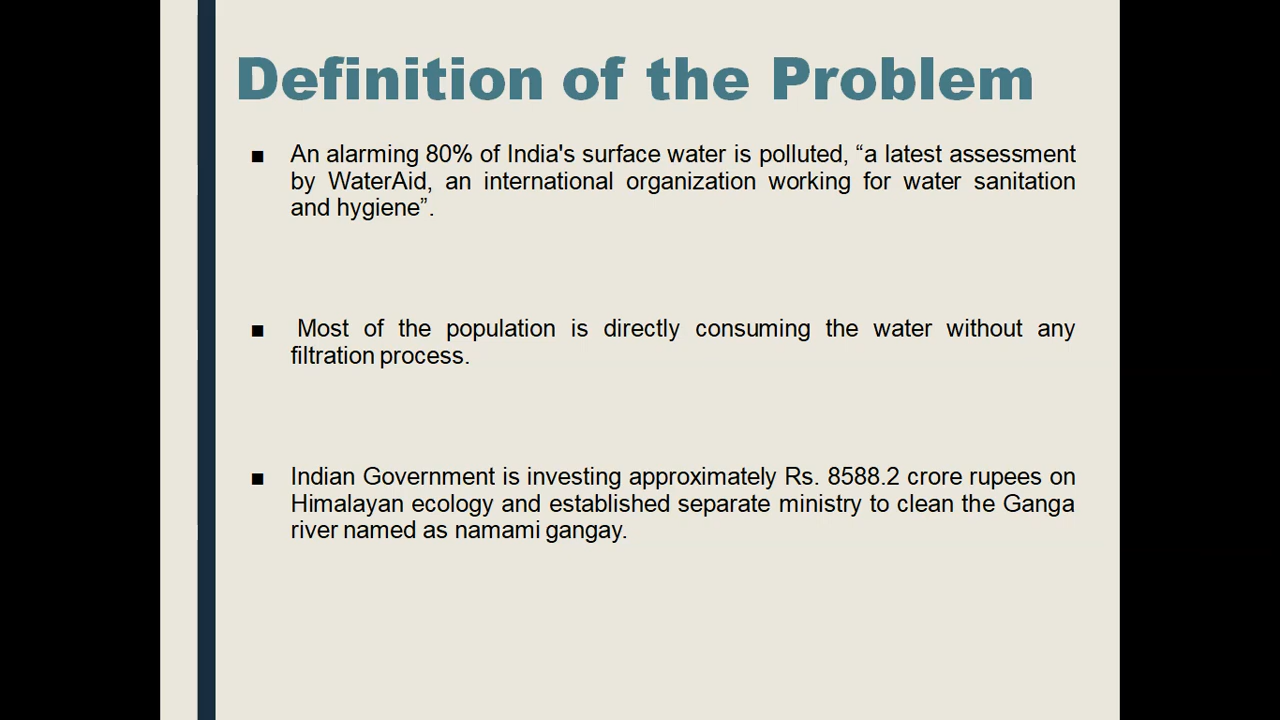 Definition of the Problem
■ An alarming 80% of India's surface water is polluted, “a latest assessment
by WaterAid, an international organization working for water sanitation
and hygiene”.
■ Most of the population is directly consuming the water without any
filtration process.
■ Indian Government is investing approximately Rs. 8588.2 crore rupees on
Himalayan ecology and established separate ministry to clean the Ganga
river named as namami gangay.